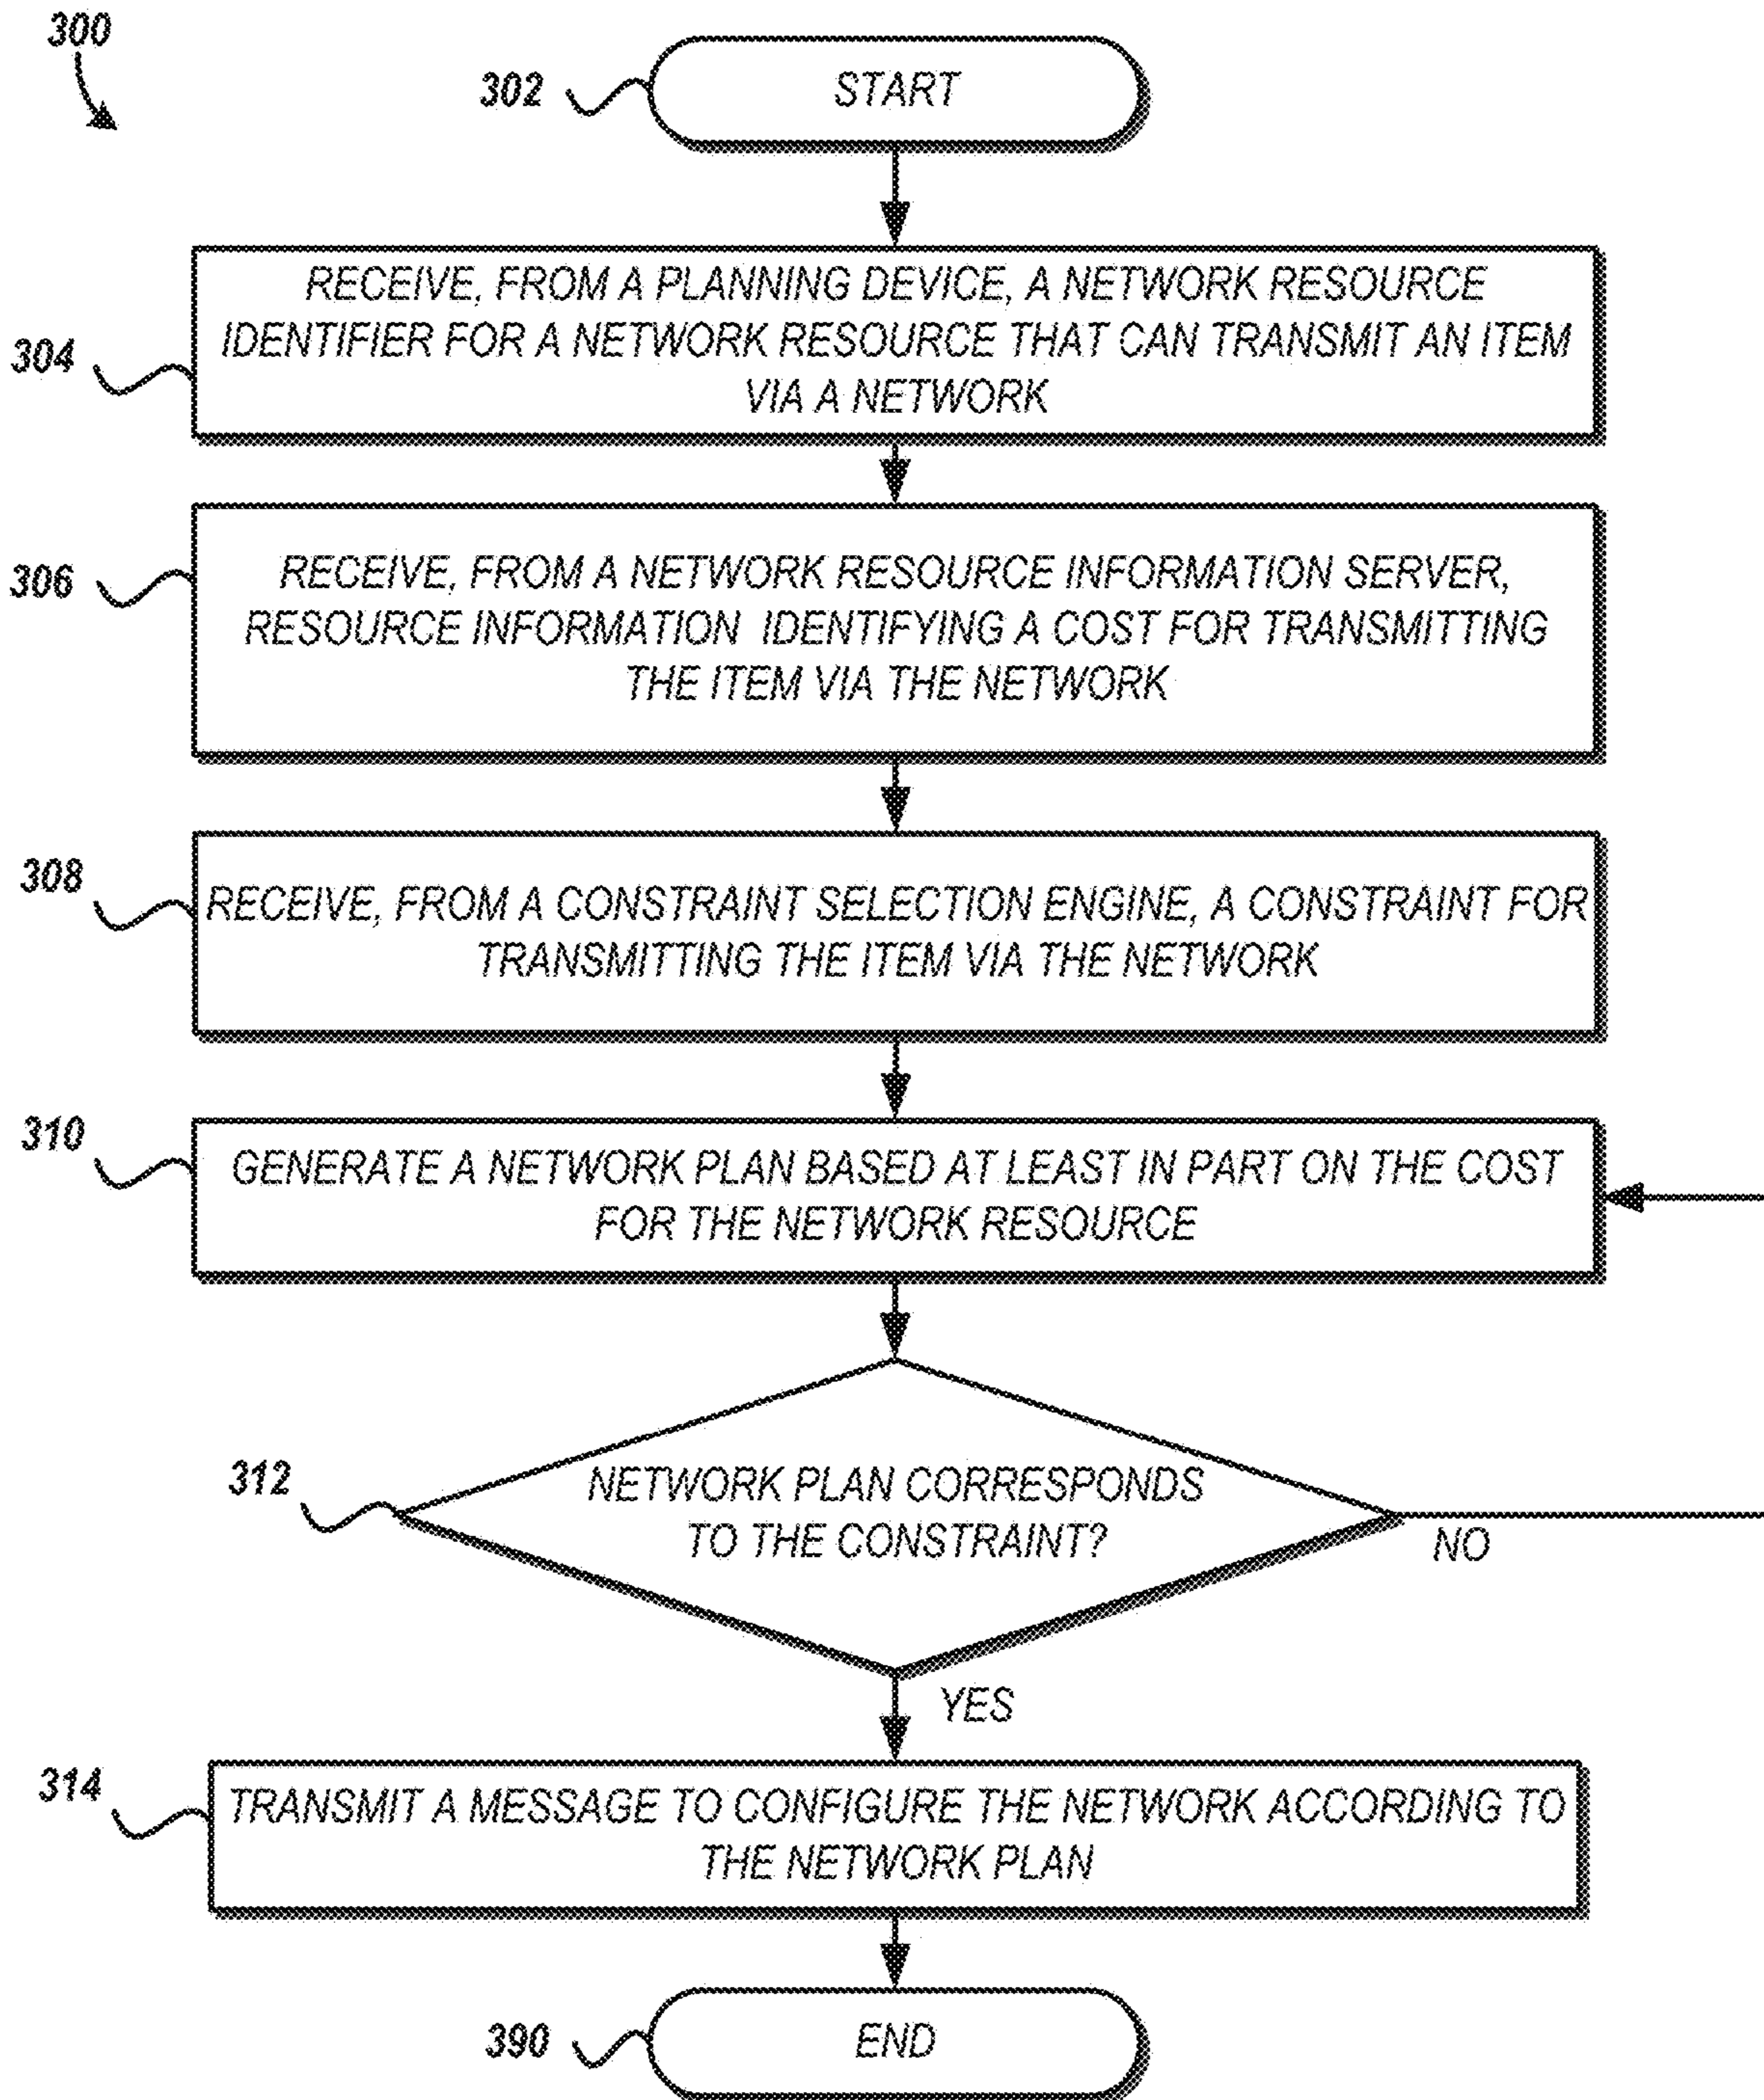 300
302
START
304
RECEIVE, FROM A PLANNING DEVICE, A NETWORK RESOURCE
IDENTIFIER FOR A NETWORK RESOURCE THAT CAN TRANSMIT AN ITEM
VIA A NETWORK
306
RECEIVE, FROM A NETWORK RESOURCE INFORMATION SERVER,
RESOURCE INFORMATION IDENTIFYING A COST FOR TRANSMITTING
THE ITEM VIA THE NETWORK
308
RECEIVE, FROM A CONSTRAINT SELECTION ENGINE, A CONSTRAINT FOR
TRANSMITTING THE ITEM VIA THE NETWORK
310
GENERATE A NETWORK PLAN BASED AT LEAST IN PART ON THE COST
FOR THE NETWORK RESOURCE
312
NETWORK PLAN CORRESPONDS
TO THE CONSTRAINT?
NO
YES
314
TRANSMIT A MESSAGE TO CONFIGURE THE NETWORK ACCORDING TO
THE NETWORK PLAN
390
END